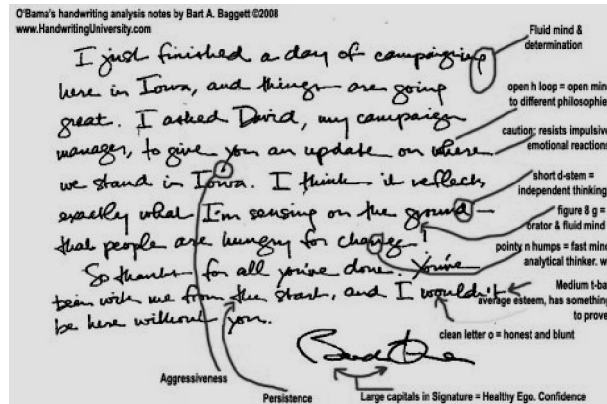 O'Bama's handwriting analysis notes by Bart A. Baggett ©2008
www.HandwritingUniversity.com
I just finished a day of campaigning
here in Iowa, and things are going
great. I asked David, my campaign
manager, to give you an update on where
we stand in Iowa. I think it reflects
exactly what I'm sensing on the ground –
that people are hungry for change!
So thanks for all you've done. You've
been with me from the start, and I wouldn't
be here without you.
Fluid mind &
determination
open h loop = open mind
to different philosophie
caution; resists impulsive
emotional reactions
short d-stem =
independent thinking
figure 8 g =
orator & fluid mind
pointy n humps = fast mind
analytical thinker. w
Medium t-ba
average esteem, has something
to prove
clean letter o = honest and blunt
Aggressiveness
Persistence
Large capitals in Signature = Healthy Ego. Confidence